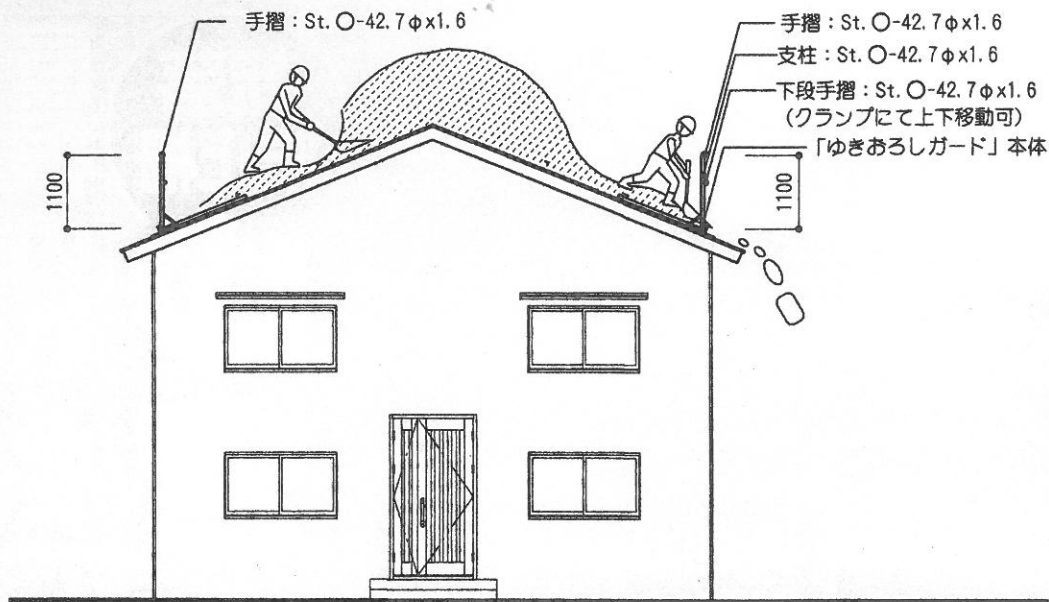 手摺：St. ○-42.7φx1.6
手摺：St. ○-42.7φx1.6
支柱：St. ○-42.7φx1.6
下段手摺：St. ○-42.7φx1.6
（クランプにて上下移動可）
「ゆきおろしガード」本体
1100
1100